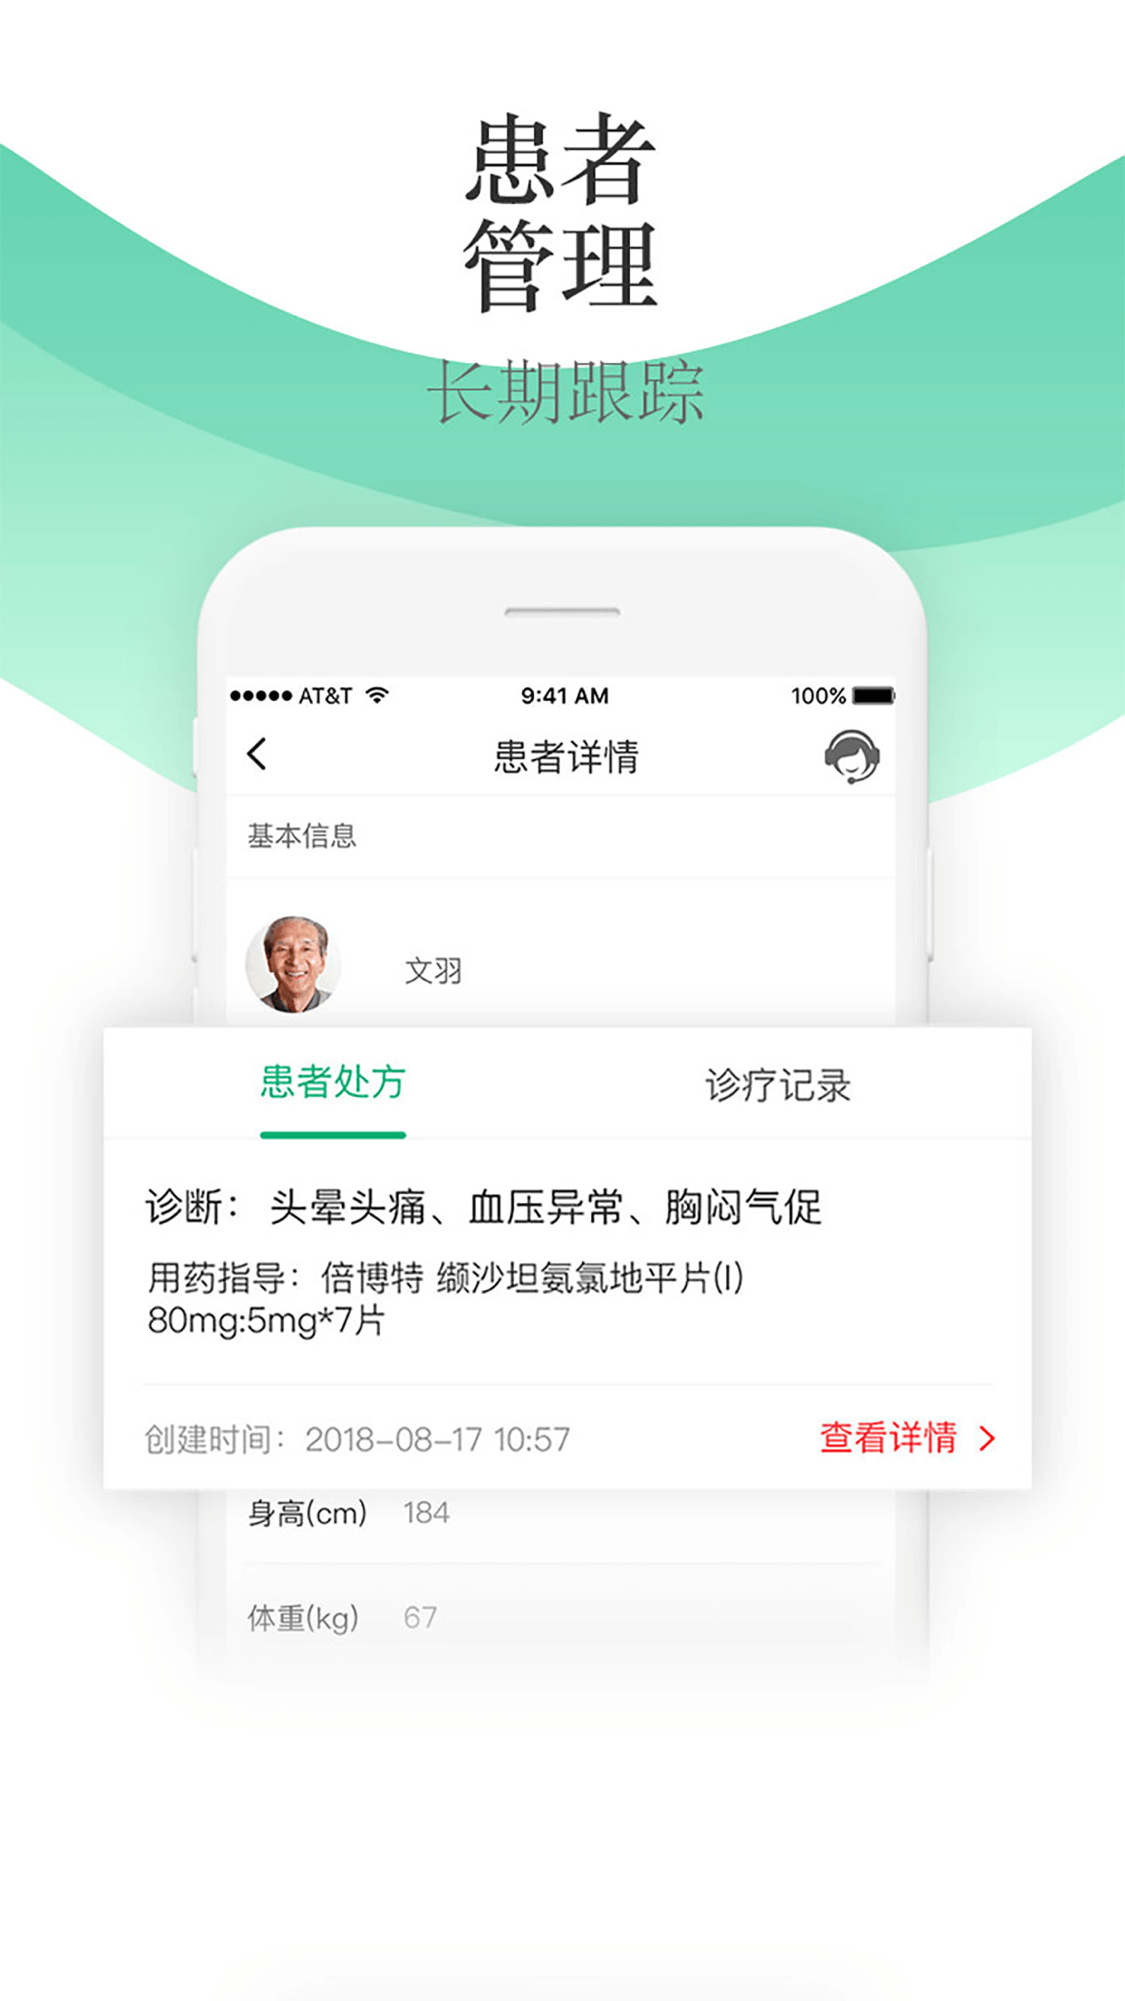 患者
管理
长期跟踪
AT&T 9:41 AM 100%
患者详情
基本信息
文羽
患者处方 诊疗记录
诊断： 头晕头痛、血压异常、胸闷气促
用药指导：倍博特 缬沙坦氨氯地平片(I)
80mg:5mg*7片
创建时间：2018-08-17 10:57 查看详情
身高(cm) 184
体重(kg) 67